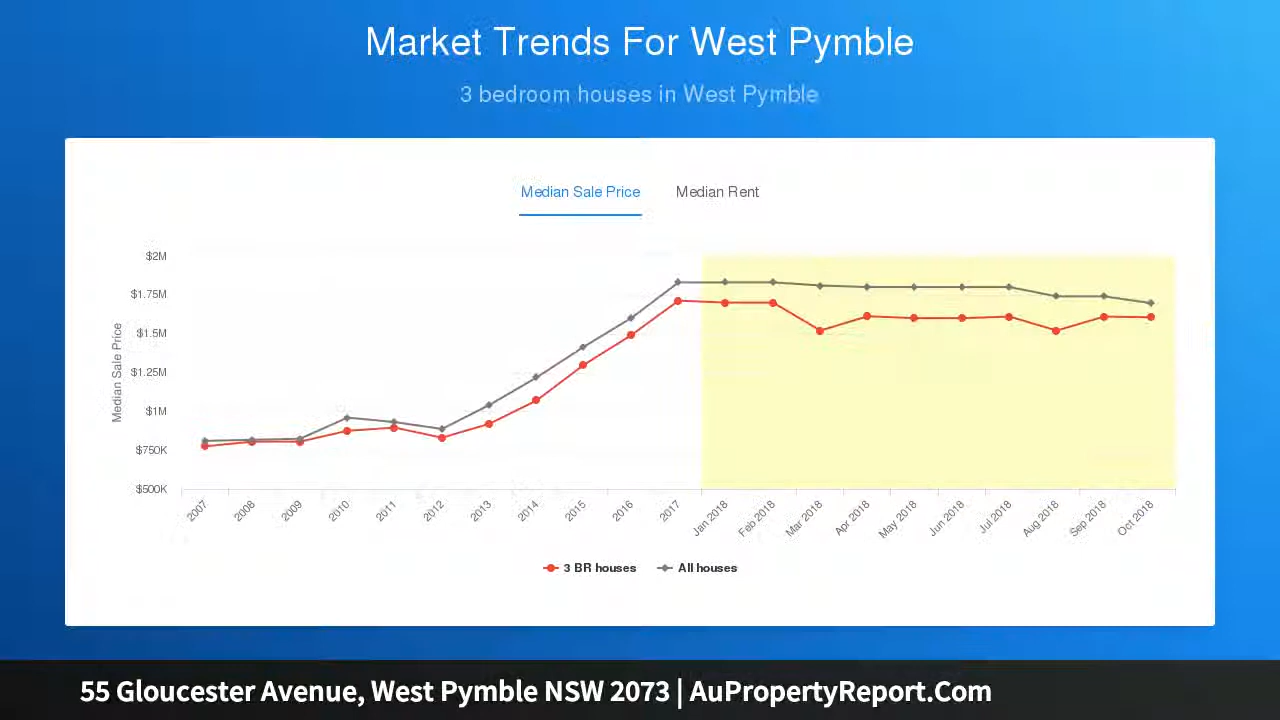 Market Trends For West Pymble
3 bedroom houses in West Pymble
Median Sale Price Median Rent
Median Sale Price
$2M
$1.75M
$1.5M
$1.25M
$1M
$750K
$500K
2007 2008 2009 2010 2011 2012 2013 2014 2015 2016 2017 Jan 2018 Feb 2018 Mar 2018 Apr 2018 May 2018 Jun 2018 Jul 2018 Aug 2018 Sep 2018 Oct 2018
3 BR houses All houses
55 Gloucester Avenue, West Pymble NSW 2073 | AuPropertyReport.Com